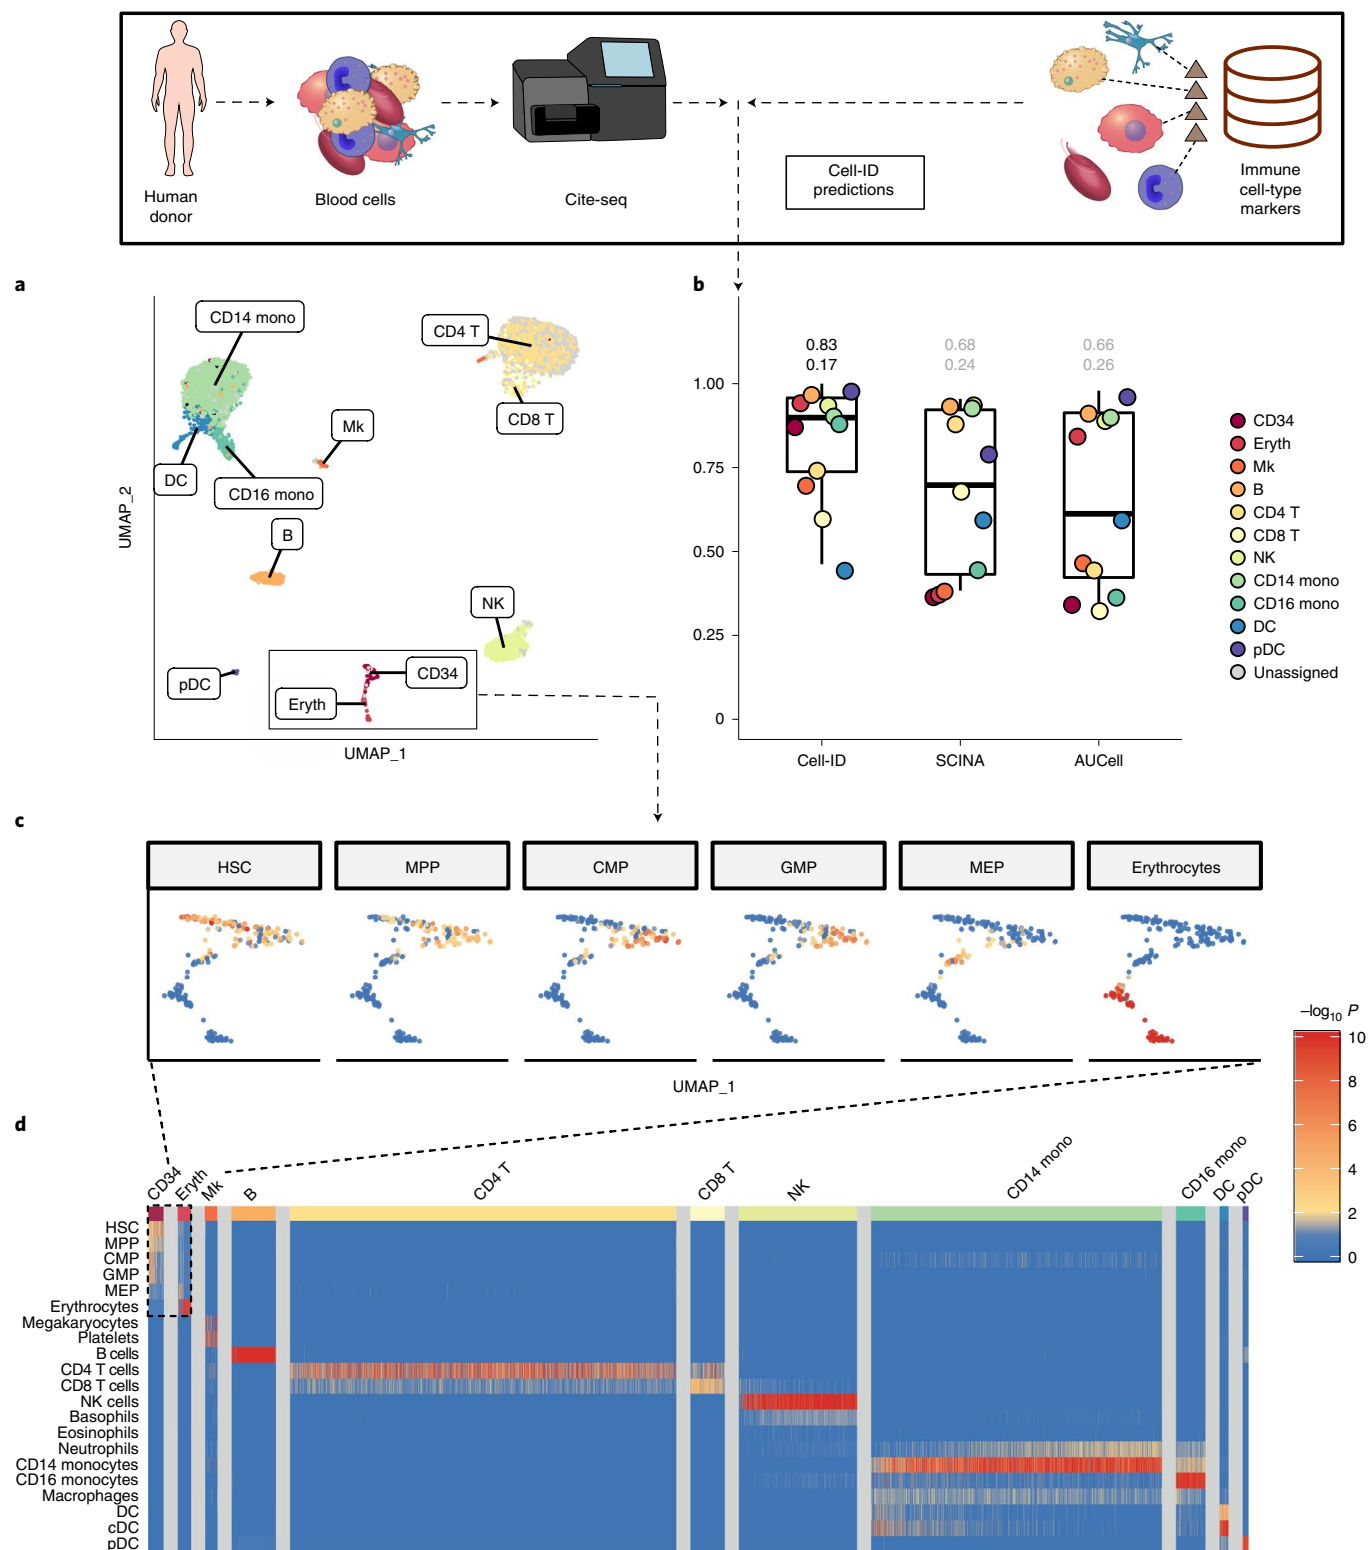 Human
donor
Blood cells
Cite-seq
Cell-ID
predictions
Immune
cell-type
markers
a
CD14 mono
CD4 T
CD8 T
Mk
DC
CD16 mono
B
NK
pDC
CD34
Eryth
UMAP_2
UMAP_1
b
0.83
0.17
0.68
0.24
0.66
0.26
1.00
0.75
0.50
0.25
0
Cell-ID
SCINA
AUCell
CD34
Eryth
Mk
B
CD4 T
CD8 T
NK
CD14 mono
CD16 mono
DC
pDC
Unassigned
c
HSC
MPP
CMP
GMP
MEP
Erythrocytes
UMAP_1
–log10 P
10
8
6
4
2
0
d
CD34
Eryth
Mk
B
CD4 T
CD8 T
NK
CD14 mono
CD16 mono
DC
pDC
HSC
MPP
CMP
GMP
MEP
Erythrocytes
Megakaryocytes
Platelets
B cells
CD4 T cells
CD8 T cells
NK cells
Basophils
Eosinophils
Neutrophils
CD14 monocytes
CD16 monocytes
Macrophages
DC
cDC
pDC